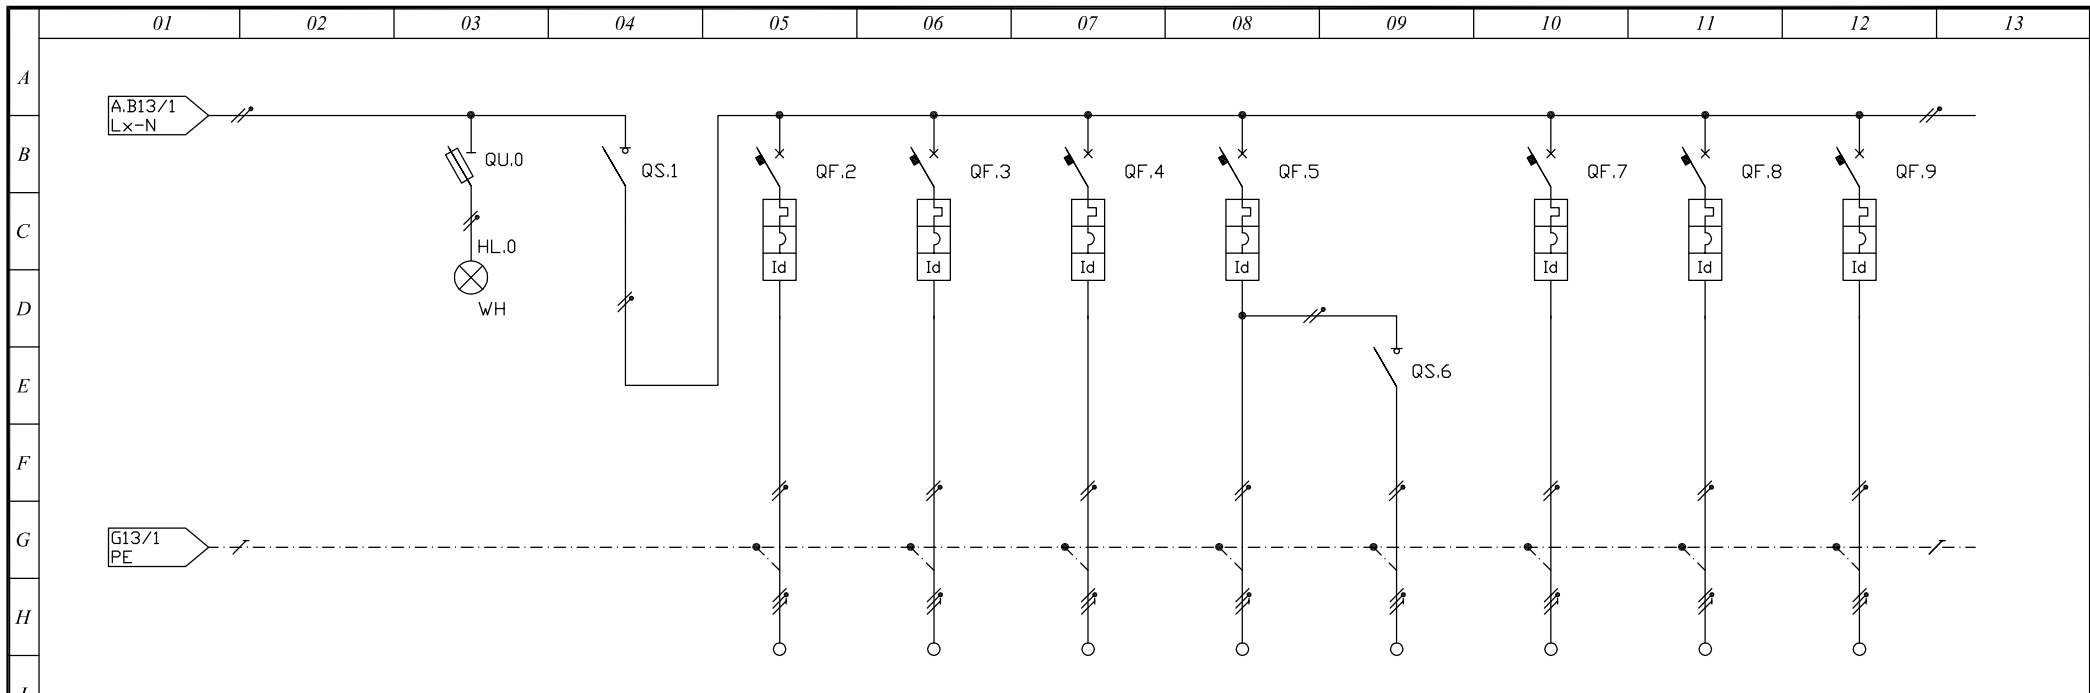 01 02 03 04 05 06 07 08 09 10 11 12 13
A
A.B13/1
Lx-N
B
QU.0
QS.1
QF.2
QF.3
QF.4
QF.5
QF.7
QF.8
QF.9
C
HL.0
Id Id Id Id Id Id Id
D
WH
E
QS.6
F
G
G13/1
PE
H